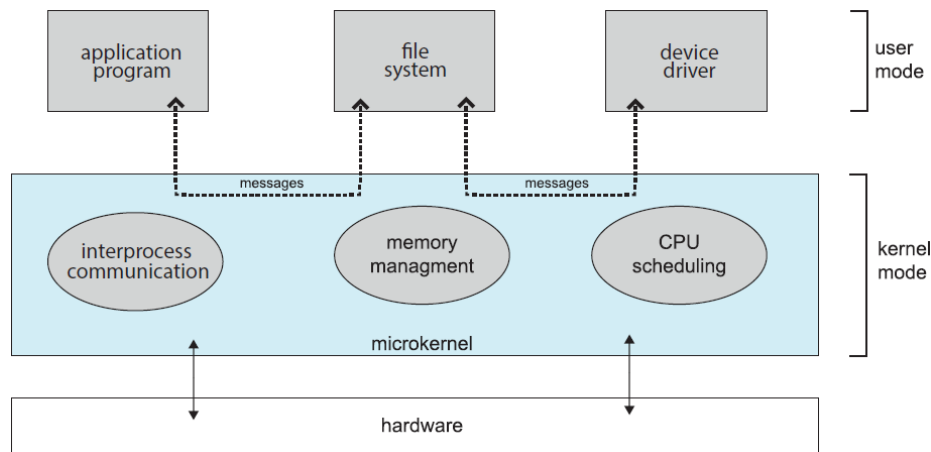 application
program
file
system
device
driver
user
mode
messages
messages
interprocess
communication
memory
managment
CPU
scheduling
kernel
mode
microkernel
hardware